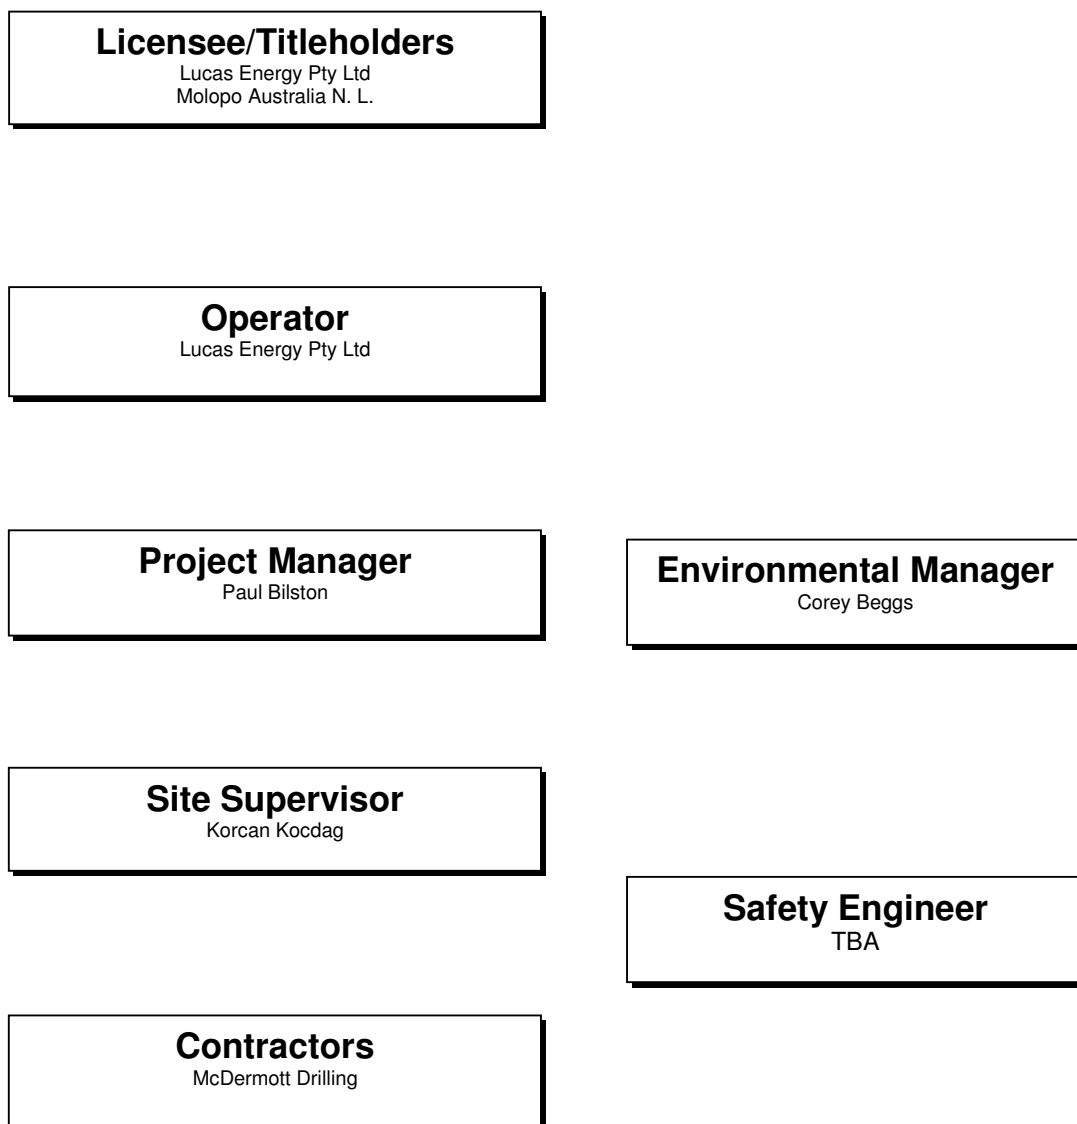 Licensee/Titleholders
Lucas Energy Pty Ltd
Molopo Australia N. L.
Operator
Lucas Energy Pty Ltd
Project Manager
Paul Bilston
Environmental Manager
Corey Beggs
Site Supervisor
Korcan Kocdag
Safety Engineer
TBA
Contractors
McDermott Drilling